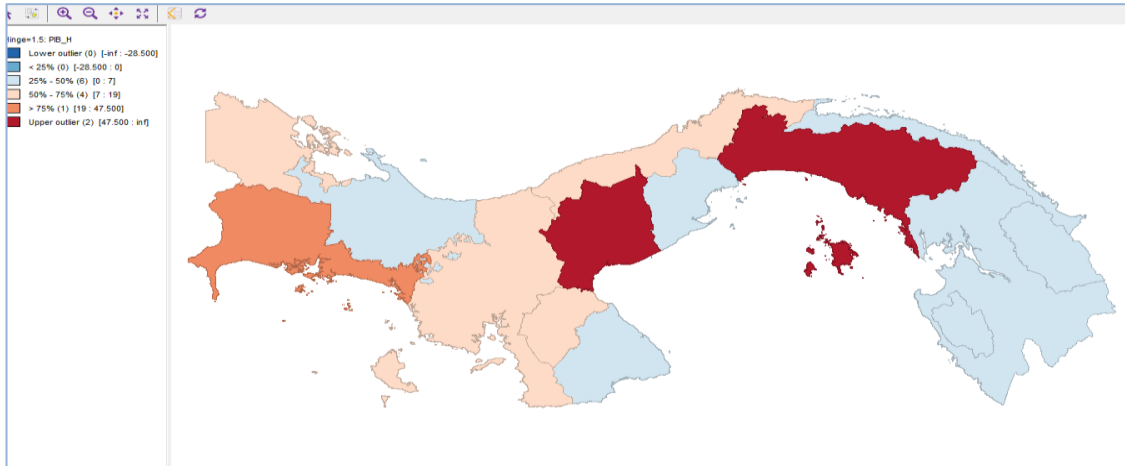 Hinge=1.5: PIB_H
Lower outlier (0) [-inf : -28.500]
< 25% (0) [-28.500 : 0]
25% - 50% (6) [0 : 7]
50% - 75% (4) [7 : 19]
> 75% (1) [19 : 47.500]
Upper outlier (2) [47.500 : inf]